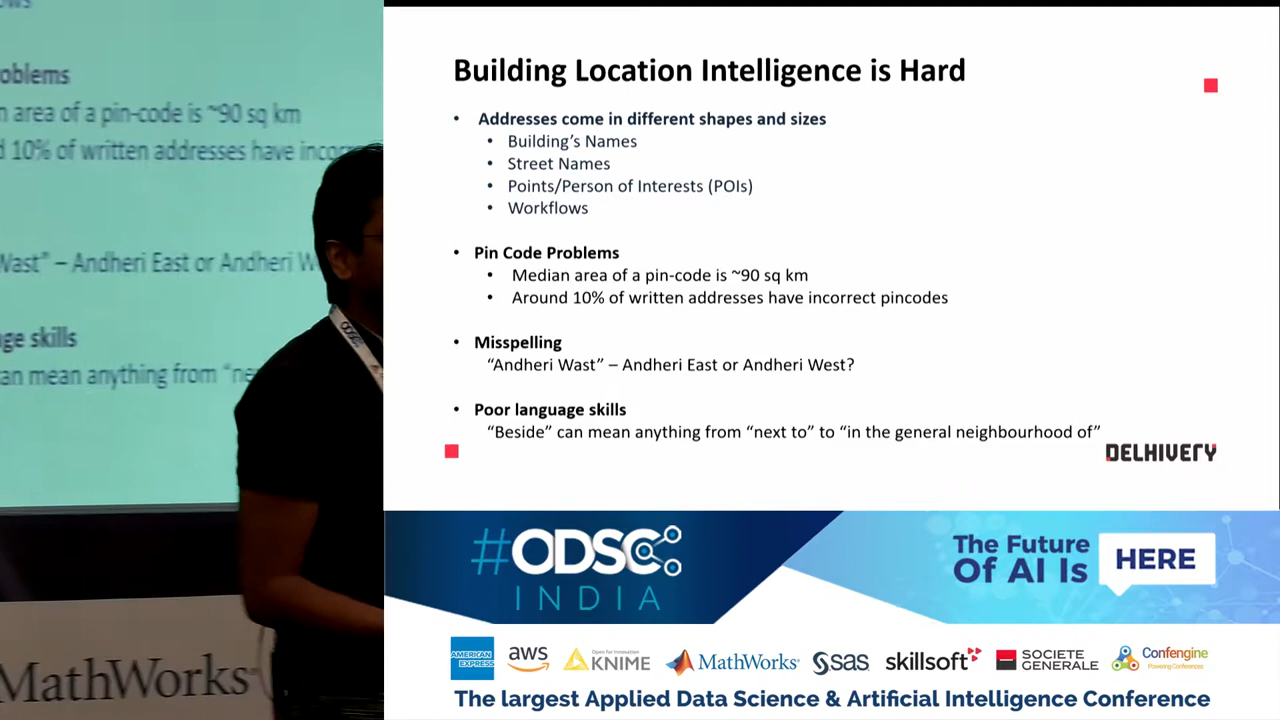 oblems
area of a pin-code is ~90 sq km
10% of written addresses have incorr
Wast" – Andheri East or Andheri W
ge skills
an mean anything from "ne
MathWorks
Building Location Intelligence is Hard
• Addresses come in different shapes and sizes
• Building's Names
• Street Names
• Points/Person of Interests (POIs)
• Workflows
• Pin Code Problems
• Median area of a pin-code is ~90 sq km
• Around 10% of written addresses have incorrect pincodes
• Misspelling
“Andheri Wast” – Andheri East or Andheri West?
• Poor language skills
“Beside” can mean anything from “next to” to “in the general neighbourhood of”
DELHIVERY
#ODSC
INDIA
The Future
Of AI Is
HERE
AMERICAN
EXPRESS
aws
Open for Innovation
KNIME
MathWorks®
sas
skillsoft
SOCIETE
GENERALE
Confengine
Powering Conferences
The largest Applied Data Science & Artificial Intelligence Conference